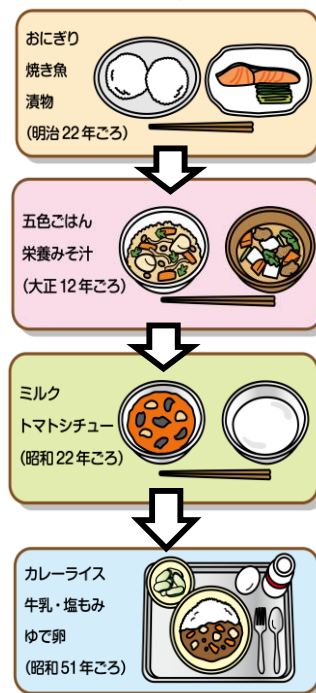 おにぎり
焼き魚
漬物
(明治22年ごろ)
五色ごはん
栄養みそ汁
(大正12年ごろ)
ミルク
トマトシチュー
(昭和22年ごろ)
カレーライス
牛乳・塩もみ
ゆで卵
(昭和51年ごろ)